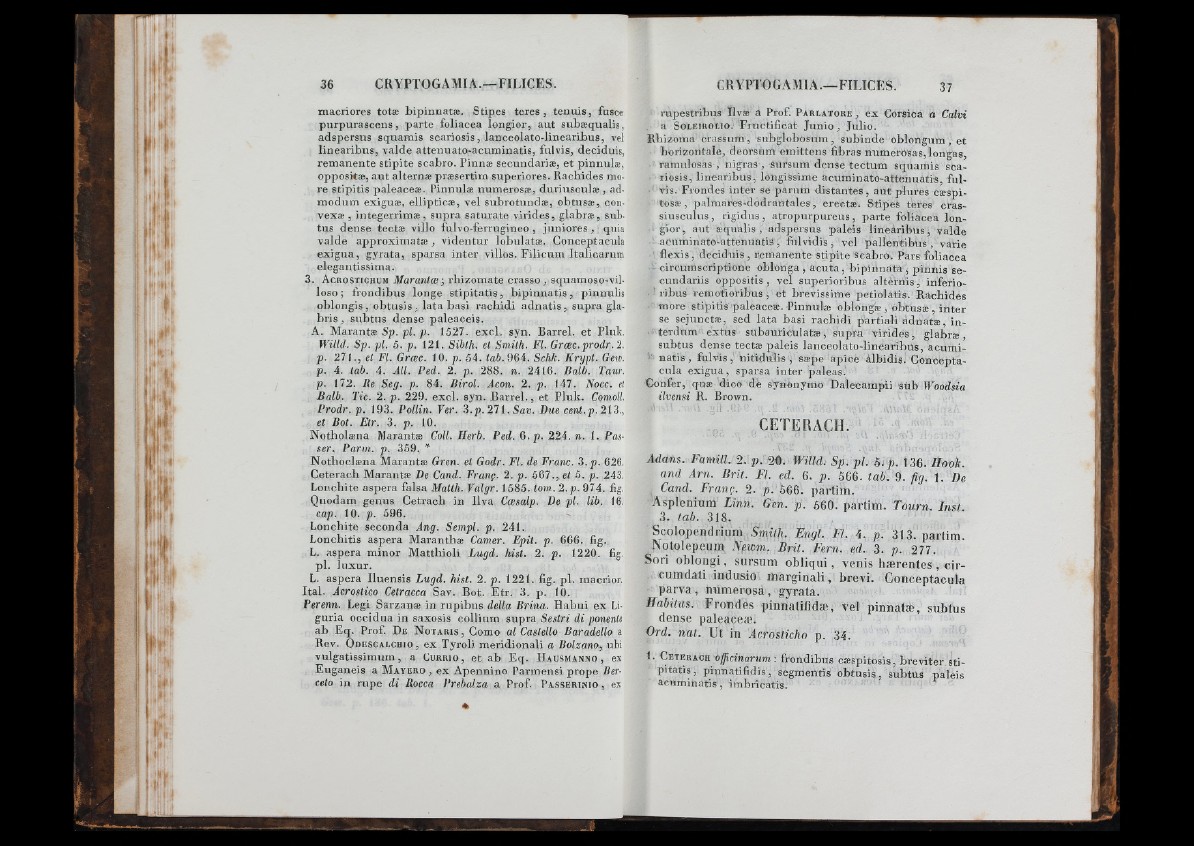 36 CRYPTOGAMIA.—FILICES.
macriores totæ bipinnatæ. Stipes teres, tenuis, fusce
purpurascens, parte foliacea longior, aut subæqualis,
adspersus squamis scariosis, lanceolato-linearibus, vel
linearibus, valde attenuato-acuminatis, fulvis, deciduis,
remanente stipite scabro. Pinnæ secundariæ, et pinnulæ,
oppositæ, aut alternæ præsertim superiores. Rachides mo-
re stipitis paleaceæ. Pinnulæ numerosæ, duriusculæ, ad-
modum exiguæ, ellipticæ, vel subrotundæ, obtusæ, con-
vexæ, integerrimæ, supra saturate virides, glabræ, sub-
tus dense tectæ villo fulvo-ferrugineo, juniores, quia
valde approximatæ, videntur lobulatæ. Conceptacula
exigua, gyrata, sparsa inter villos. Filicum Italicarum
elegantissima.
3. ACROSTICHUM Marantæ; rhizomate crasso, squamoso-vil-
loso; frondibus longe stipitatis, bipinnatis, pinnulis
oblongis, obtusis, lata basi rachidi adnatis, supra gla-
bris, subtus dense paleaceis.
A. Marantæ Sp. pl. p. 1527. excl. syn. Barrel. et Pluk.
Willd. Sp. pl. 5. p. 121. Sibth. et Smith. Fl. Græc. prodr. 2.
p. 271., et Fl. Græc. 10. p. 54. tab. 964. Schk. Krypt. Gew.
p. 4. tab. 4. All. Ped. 2. p. 288. n. 2416. Balb. Taur.
p. 172. Re Seg. p. 84. Birol. Acon. 2. p. 147. Nocc. et
Balb. Tic. 2. p. 229. excl. syn. Barrel., et Pluk. Comoll.
Prodr. p. 193. Pollin. Ver. 3. p. 271. Sav. Due cent. p. 213.,
et Bot. Etr. 3. p. 10.
Notholæna Marantæ Coll. Herb. Ped. 6. p. 224. n. 1. Pas-
ser. Parm. p. 359.
Nothoclæna Marantæ Gren. et Godr. Fl. de Franc. 3. p. 626.
Ceterach Marantæ De Cand. Franç. 2. p. 567., et 5. p. 243.
Lonchite aspera falsa Matth. Valgr. 1585. tom. 2. p. 974. fig.
Quodam genus Cetrach in Ilva Cæsalp. De pl. lib. 16.
cap. 10. p. 596.
Lonchite seconda Ang. Sempl. p. 241.
Lonchitis aspera Maranthæ Camer. Epit. p. 666. fig.
L. aspera minor Matthioli Lugd. hist. 2. p. 1220. fig.
pl. luxur.
L. aspera Iluensis Lugd. hist. 2. p. 1221. fig. pl. macrior.
Ital. Acrostico Cetracca Sav. Bot. Etr. 3. p. 10.
Perenn. Legi Sarzanæ in rupibus della Brina. Habui ex Li-
guria occidua in saxosis collium supra Sestri di ponente
ab Eq. Prof. DE NOTARIS, Como al Castello Baradello a
Rev. ODESCALCHIO, ex Tyroli meridionali a Bolzano, ubi
vulgatissimum, a CURRIO, et ab Eq. HAUSMANNO, ex
Euganeis a MAYERO, ex Apennino Parmensi prope Ber-
ceto in rupe di Rocca Prebalza a Prof. PASSERINIO, ex
CRYPTOGAMIA.—FILICES. 37
rupestribus Ilvæ a Prof. PARLATORE, ex Corsica a Calvi
a SOLEIROLIO. Fructificat Junio, Julio.
Rhizoma crassum, subglobosum, subinde oblongum, et
horizontale, deorsum emittens fibras numerosas, longas,
ramulosas, nigras, sursum dense tectum squamis sca-
riosis, linearibus, longissime acuminato-attenuatis, ful-
vis. Frondes inter se parum distantes, aut plures cæspi-
tosæ, palmares-dodrantales, erectæ. Stipes teres cras-
siusculus, rigidus, atropurpureus, parte foliacea lon-
gior, aut æqualis, adspersus paleis linearibus, valde
acuminato-attenuatis, fulvidis, vel pallentibus, varie
flexis, deciduis, remanente stipite scabro. Pars foliacea
circumscriptione oblonga, acuta, bipinnata, pinnis se-
cundariis oppositis, vel superioribus alternis, inferio-
ribus remotioribus, et brevissime petiolatis. Rachides
more stipitis paleaceæ. Pinnulæ oblongæ, obtusæ, inter
se sejunctæ, sed lata basi rachidi partiali adnatæ, in-
terdum extus subauriculatæ, supra virides, glabræ,
subtus dense tectæ paleis lanceolato-linearibus, acumi-
natis, fulvis, nitidulis, sæpe apice albidis. Concepta-
cula exigua, sparsa inter paleas.
Confer, quæ dico de synonymo Dalecampii sub Woodsia
ilvensi R. Brown.
CETERACH.
Adans. Famill. 2. p. 20. Willd. Sp. pl. 5. p. 136. Hook.
and Arn. Brit. Fl. ed. 6. p. 566. tab. 9. fig. 1. De
Cand. Franç. 2. p. 566. partim.
Asplenium Linn. Gen. p. 560. partim. Tourn. Inst.
3. tab. 318.
Scolopendrium Smith. Engl. Fl. 4. p. 313. partim.
Notolepeum Newm. Brit. Fern. ed. 3. p. 277.
Sori oblongi, sursum obliqui, venis hærentes, cir-
cumdati indusio marginali, brevi. Conceptacula
parva, numerosa, gyrata.
Habitus. Frondes pinnatifidæ, vel pinnatæ, subtus
dense paleaceæ.
Ord. nat. Ut in Acrosticho p. 34.
1. CETERACH officinarum: frondibus cæspitosis, breviter sti-
pitatis, pinnatifidis, segmentis obtusis, subtus paleis
acuminatis, imbricatis.